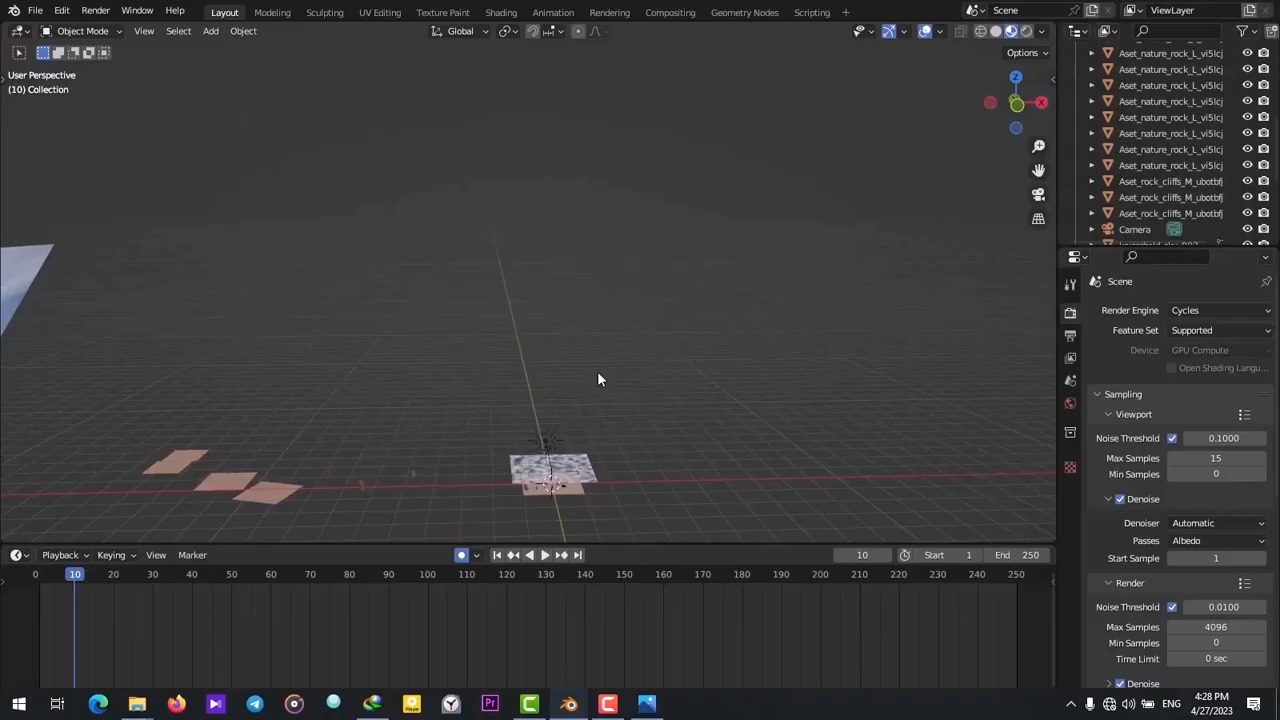 File Edit Render Window Help Layout Modeling Sculpting UV Editing Texture Paint Shading Animation Rendering Compositing Geometry Nodes Scripting + Scene ViewLayer
Object Mode View Select Add Object Global
Options
User Perspective
(10) Collection
Z
X
Aset_nature_rock_L_vi5lcj
Aset_nature_rock_L_vi5lcj
Aset_nature_rock_L_vi5lcj
Aset_nature_rock_L_vi5lcj
Aset_nature_rock_L_vi5lcj
Aset_nature_rock_L_vi5lcj
Aset_nature_rock_L_vi5lcj
Aset_nature_rock_L_vi5lcj
Aset_rock_cliffs_M_ubotbfj
Aset_rock_cliffs_M_ubotbfj
Aset_rock_cliffs_M_ubotbfj
Camera
Scene
Render Engine Cycles
Feature Set Supported
Device GPU Compute
Open Shading Langu...
Sampling
Viewport
Noise Threshold 0.1000
Max Samples 15
Min Samples 0
Denoise
Denoiser Automatic
Passes Albedo
Start Sample 1
Render
Noise Threshold 0.0100
Max Samples 4096
Min Samples 0
Time Limit 0 sec
Denoise
Playback Keying View Marker 10 Start 1 End 250
0 10 20 30 40 50 60 70 80 90 100 110 120 130 140 150 160 170 180 190 200 210 220 230 240 250
Pr ENG 4:28 PM
4/27/2023